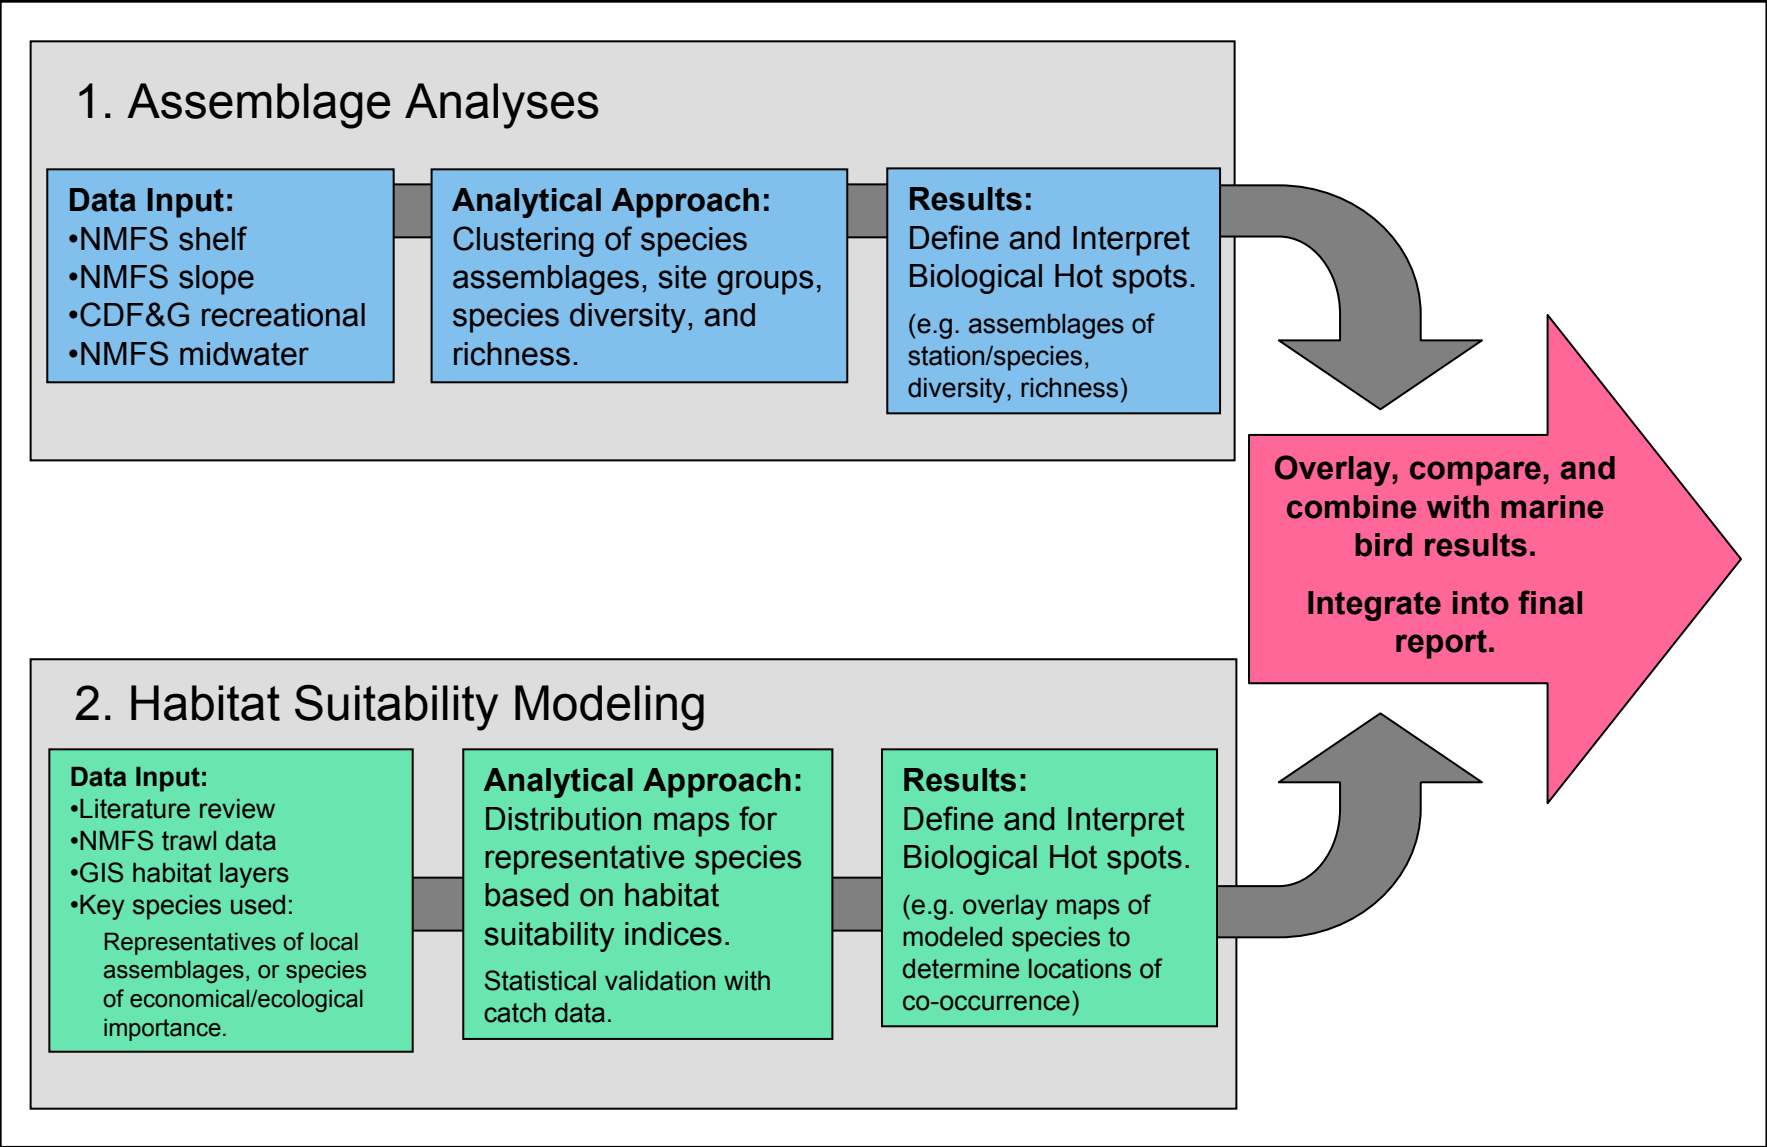 1. Assemblage Analyses
Data Input:
•NMFS shelf
•NMFS slope
•CDF&G recreational
•NMFS midwater
Analytical Approach:
Clustering of species
assemblages, site groups,
species diversity, and
richness.
Results:
Define and Interpret
Biological Hot spots.
(e.g. assemblages of
station/species,
diversity, richness)
Overlay, compare, and
combine with marine
bird results.
Integrate into final
report.
2. Habitat Suitability Modeling
Data Input:
•Literature review
•NMFS trawl data
•GIS habitat layers
•Key species used:
Representatives of local
assemblages, or species
of economical/ecological
importance.
Analytical Approach:
Distribution maps for
representative species
based on habitat
suitability indices.
Statistical validation with
catch data.
Results:
Define and Interpret
Biological Hot spots.
(e.g. overlay maps of
modeled species to
determine locations of
co-occurrence)